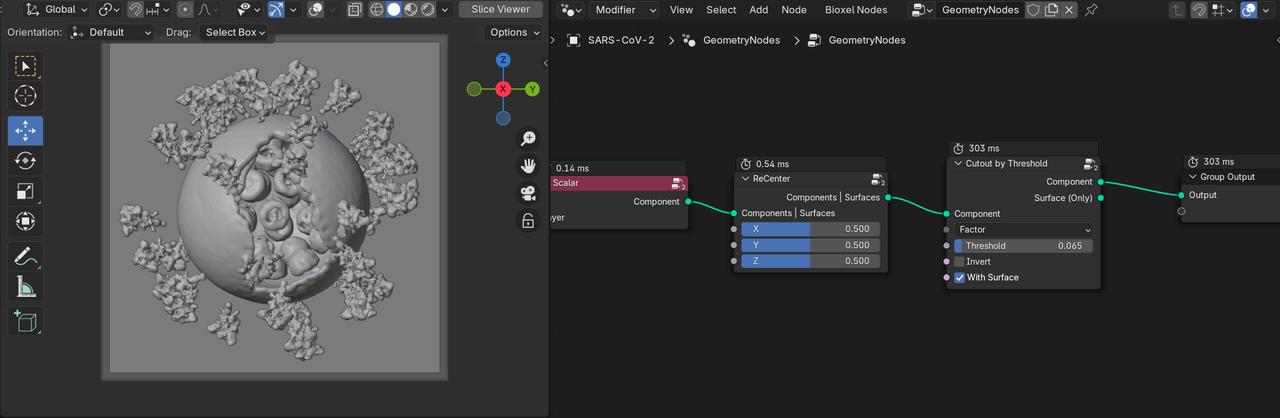 Global
Slice Viewer
Modifier
View
Select
Add
Node
Bioxel Nodes
GeometryNodes
Orientation:
Default
Drag:
Select Box
Options
SARS-CoV-2
GeometryNodes
GeometryNodes
Z
X
Y
0.14 ms
Scalar
Component
ayer
0.54 ms
ReCenter
Components | Surfaces
Components | Surfaces
X 0.500
Y 0.500
Z 0.500
303 ms
Cutout by Threshold
Component
Surface (Only)
Component
Factor
Threshold 0.065
Invert
With Surface
303 ms
Group Output
Output